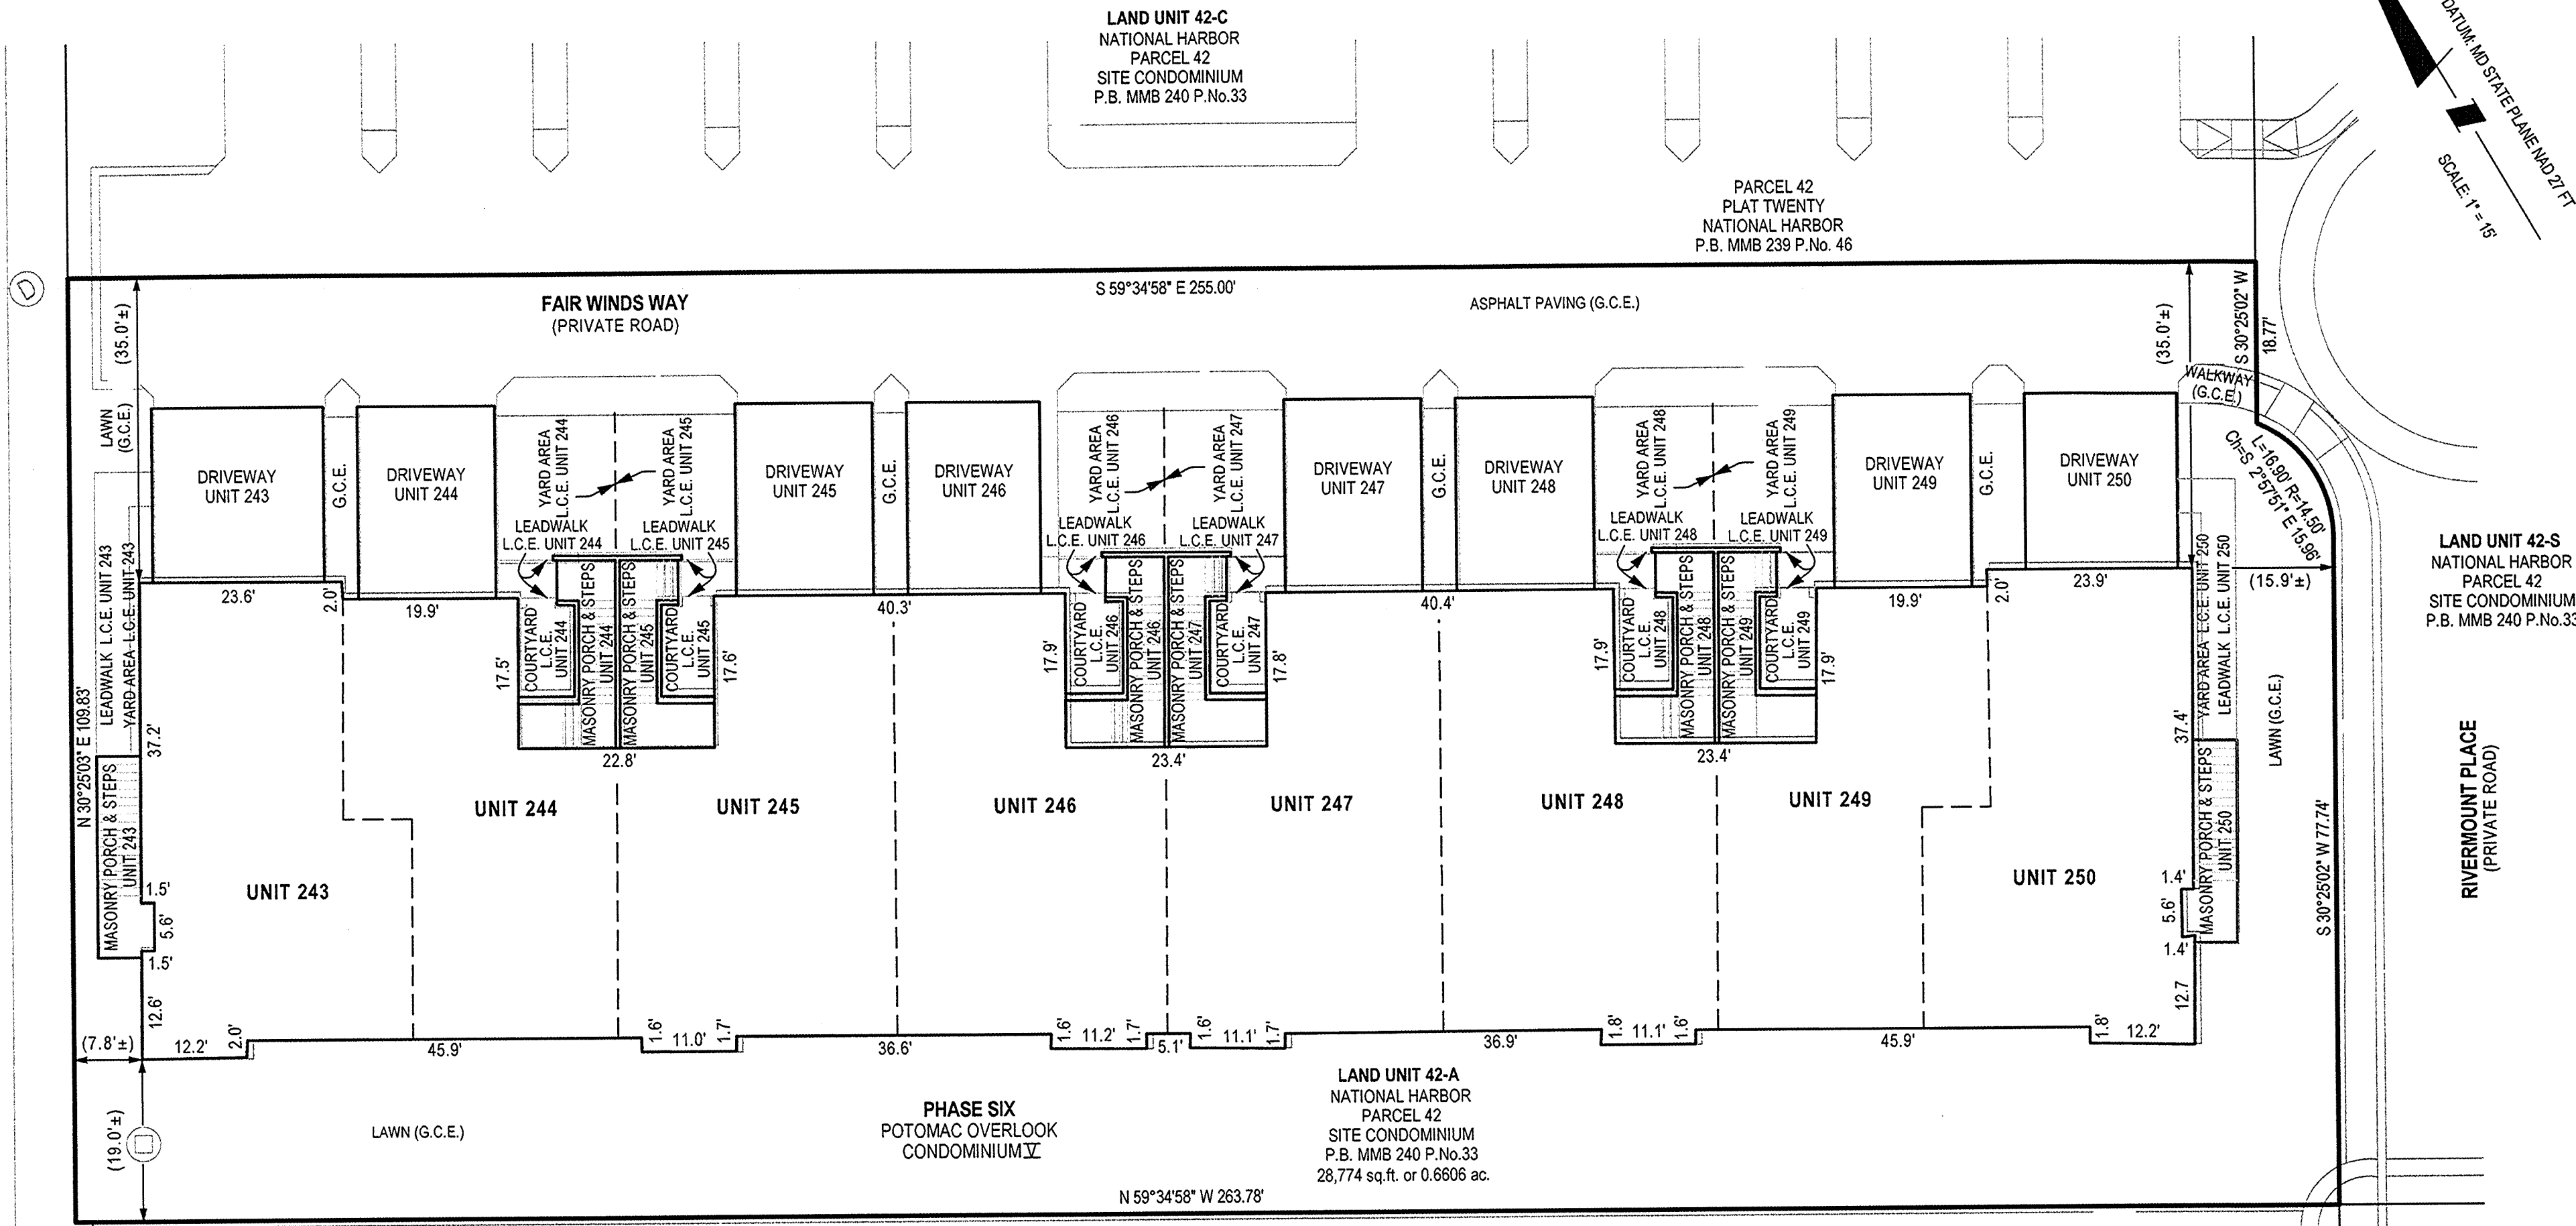 LAND UNIT 42-C
NATIONAL HARBOR
PARCEL 42
SITE CONDOMINIUM
P.B. MMB 240 P.No.33
DATUM: MD STATE PLANE NAD 27 FT
SCALE: 1" = 15'
PARCEL 42
PLAT TWENTY
NATIONAL HARBOR
P.B. MMB 239 P.No. 46
D
FAIR WINDS WAY
(PRIVATE ROAD)
S 59°34'58" E 255.00'
ASPHALT PAVING (G.C.E.)
(35.0'±)
(35.0'±)
S 30°25'02" W
18.77'
WALKWAY
(G.C.E.)
L=16.90' R=14.50'
Ch=S 2°57'51" E 15.96'
LAWN
(G.C.E.)
DRIVEWAY
UNIT 243
G.C.E.
DRIVEWAY
UNIT 244
YARD AREA
L.C.E. UNIT 244
YARD AREA
L.C.E. UNIT 245
DRIVEWAY
UNIT 245
G.C.E.
DRIVEWAY
UNIT 246
YARD AREA
L.C.E. UNIT 246
YARD AREA
L.C.E. UNIT 247
DRIVEWAY
UNIT 247
G.C.E.
DRIVEWAY
UNIT 248
YARD AREA
L.C.E. UNIT 248
YARD AREA
L.C.E. UNIT 249
DRIVEWAY
UNIT 249
G.C.E.
DRIVEWAY
UNIT 250
LEADWALK
L.C.E. UNIT 244
LEADWALK
L.C.E. UNIT 245
LEADWALK
L.C.E. UNIT 246
LEADWALK
L.C.E. UNIT 247
LEADWALK
L.C.E. UNIT 248
LEADWALK
L.C.E. UNIT 249
LAND UNIT 42-S
NATIONAL HARBOR
PARCEL 42
SITE CONDOMINIUM
P.B. MMB 240 P.No.33
(15.9'±)
LEADWALK L.C.E. UNIT 243
YARD AREA L.C.E. UNIT 243
YARD AREA L.C.E. UNIT 250
LEADWALK L.C.E. UNIT 250
23.6'
2.0'
19.9'
40.3'
40.4'
19.9'
2.0'
23.9'
COURTYARD
L.C.E.
UNIT 244
MASONRY PORCH & STEPS
UNIT 244
MASONRY PORCH & STEPS
UNIT 245
COURTYARD
L.C.E.
UNIT 245
COURTYARD
L.C.E.
UNIT 246
MASONRY PORCH & STEPS
UNIT 246
MASONRY PORCH & STEPS
UNIT 247
COURTYARD
L.C.E.
UNIT 247
COURTYARD
L.C.E.
UNIT 248
MASONRY PORCH & STEPS
UNIT 248
MASONRY PORCH & STEPS
UNIT 249
COURTYARD
L.C.E.
UNIT 249
17.5'
17.6'
17.9'
17.8'
17.9'
17.9'
22.8'
23.4'
23.4'
N 30°25'03" E 109.83'
37.2'
37.4'
LAWN (G.C.E.)
S 30°25'02" W 77.74'
RIVERMOUNT PLACE
(PRIVATE ROAD)
MASONRY PORCH & STEPS
UNIT 243
MASONRY PORCH & STEPS
UNIT 250
UNIT 243
UNIT 244
UNIT 245
UNIT 246
UNIT 247
UNIT 248
UNIT 249
UNIT 250
1.5'
5.6'
1.5'
12.6'
1.4'
5.6'
1.4'
12.7
(7.8'±)
12.2'
2.0'
45.9'
1.6'
11.0'
1.7'
36.6'
1.6'
11.2'
1.7'
5.1'
1.6'
11.1'
1.7'
36.9'
1.8'
11.1'
1.6'
45.9'
1.8'
12.2'
(19.0'±)
LAWN (G.C.E.)
PHASE SIX
POTOMAC OVERLOOK
CONDOMINIUM V
LAND UNIT 42-A
NATIONAL HARBOR
PARCEL 42
SITE CONDOMINIUM
P.B. MMB 240 P.No.33
28,774 sq.ft. or 0.6606 ac.
N 59°34'58" W 263.78'